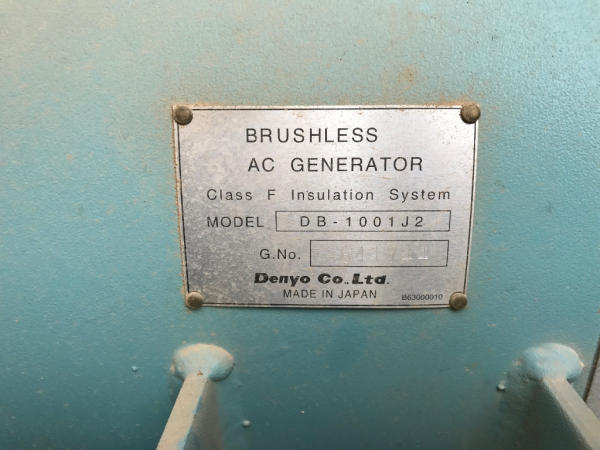 BRUSHLESS
AC GENERATOR
Class F Insulation System
MODEL DB-1001J2
G.No.
Denyo Co., Ltd.
MADE IN JAPAN B63000010